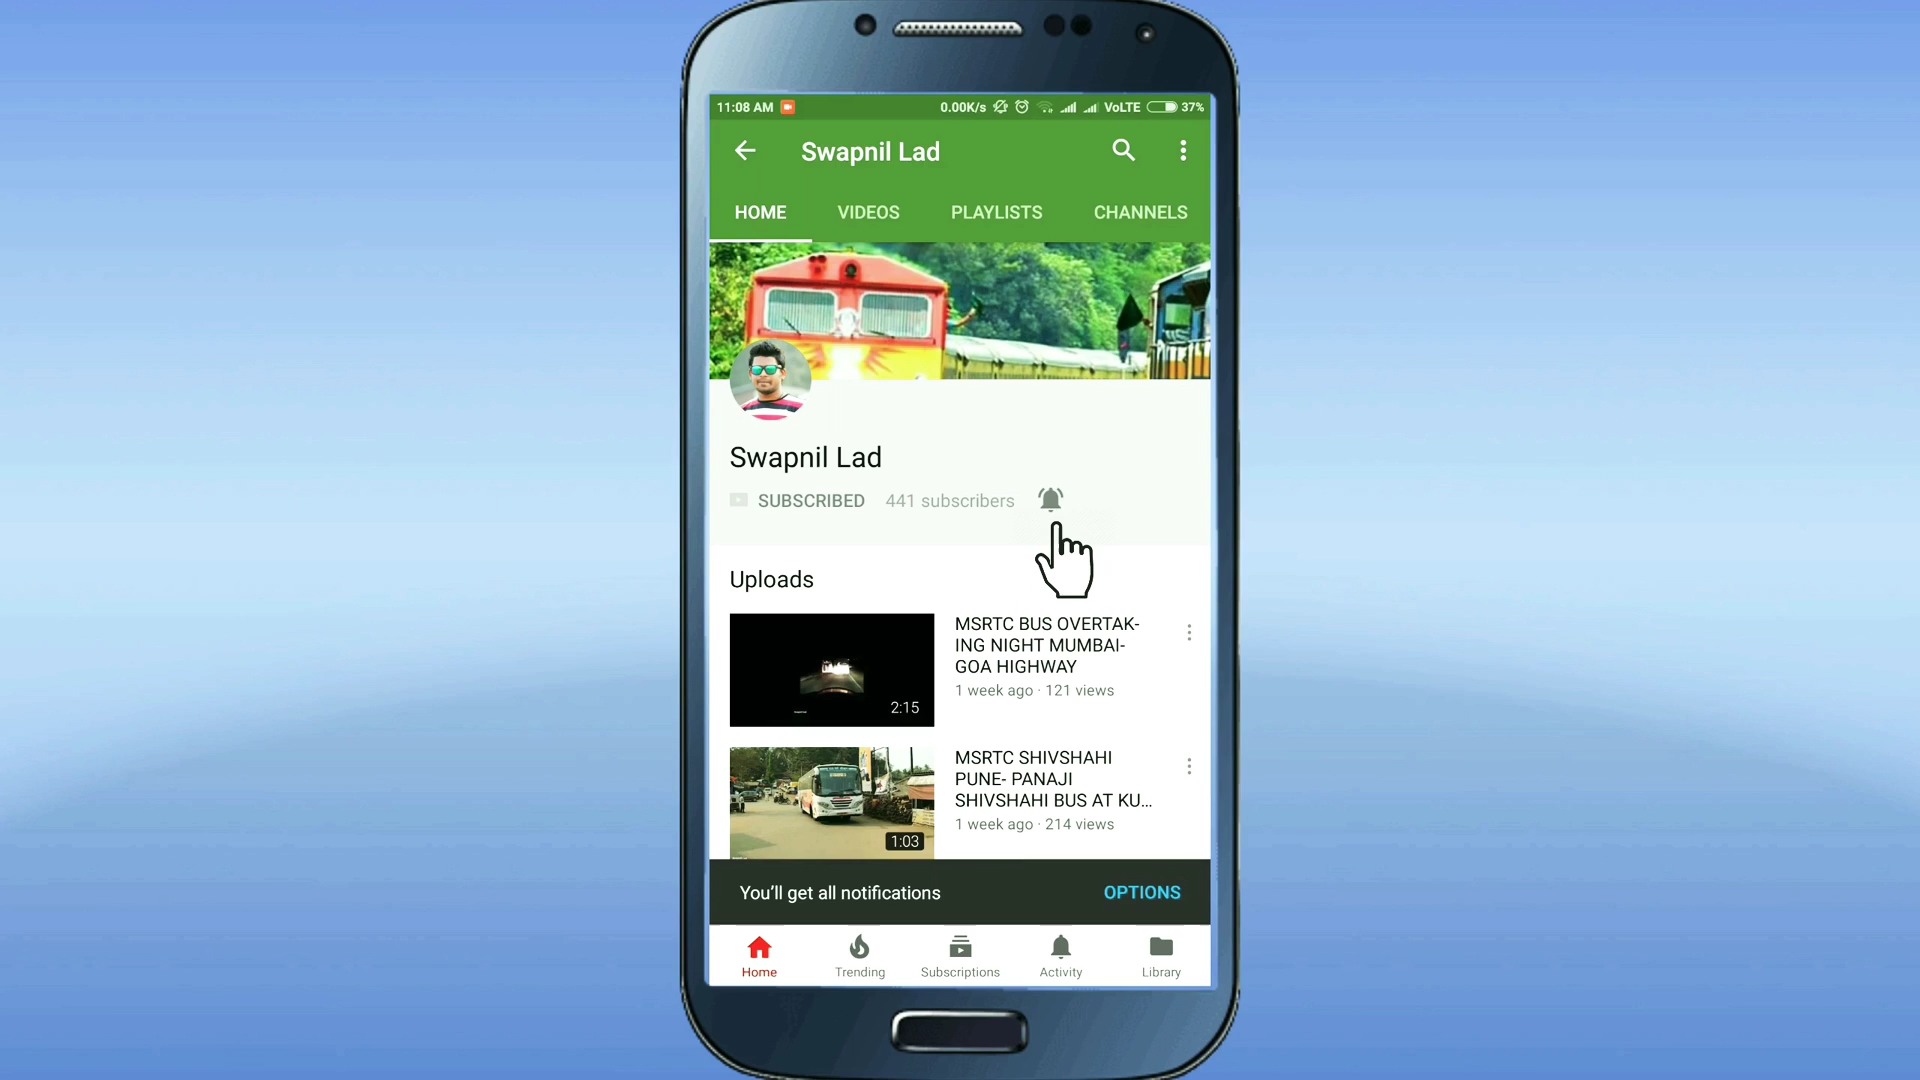 11:08 AM 0.00K/s VoLTE 37%
Swapnil Lad
HOME VIDEOS PLAYLISTS CHANNELS
Swapnil Lad
SUBSCRIBED 441 subscribers
Uploads
MSRTC BUS OVERTAK-
ING NIGHT MUMBAI-
GOA HIGHWAY
1 week ago · 121 views
2:15
MSRTC SHIVSHAHI
PUNE- PANAJI
SHIVSHAHI BUS AT KU...
1 week ago · 214 views
1:03
You'll get all notifications OPTIONS
Home Trending Subscriptions Activity Library